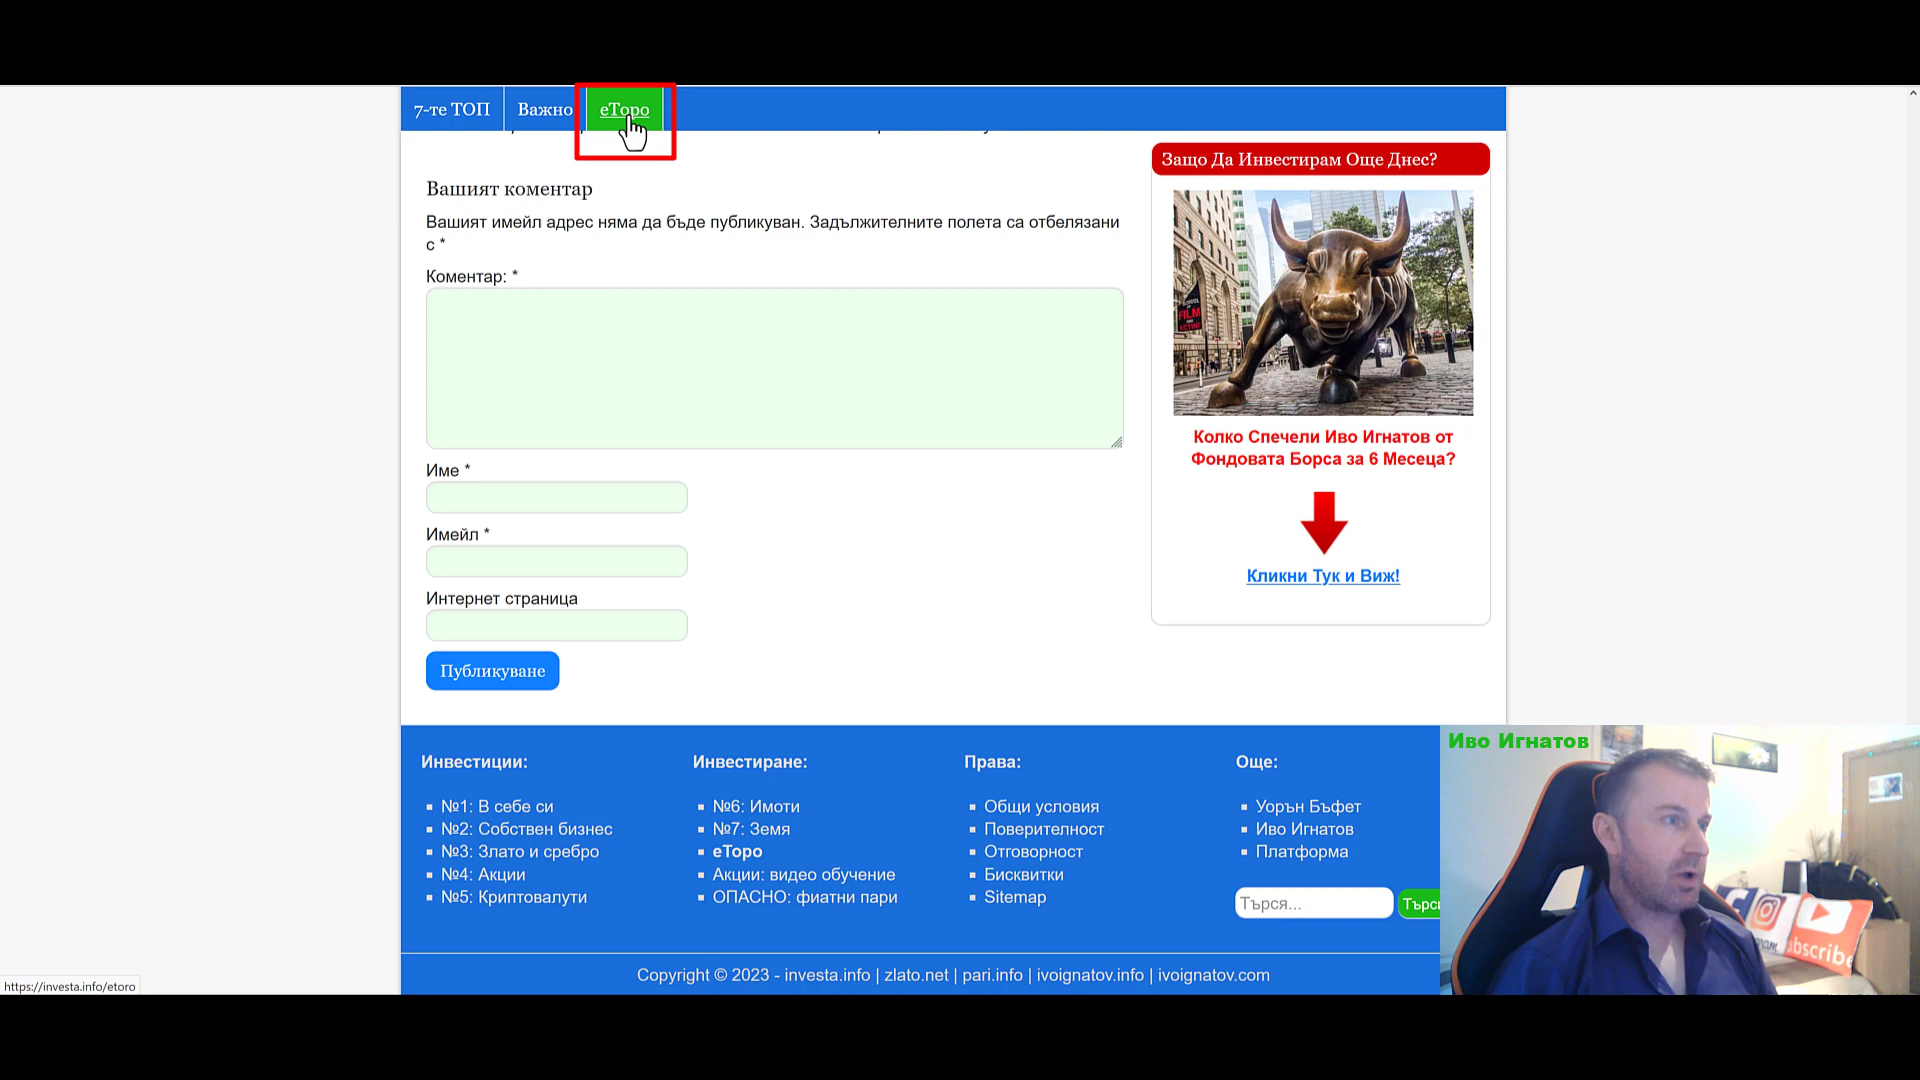 7-те ТОП
Важно
еТоро
Защо Да Инвестирам Още Днес?
Вашият коментар
Вашият имейл адрес няма да бъде публикуван. Задължителните полета са отбелязани
с *
Коментар: *
SCHOOL
FILM
Колко Спечели Иво Игнатов от
Фондовата Борса за 6 Месеца?
Кликни Тук и Виж!
Име *
Имейл *
Интернет страница
Публикуване
Инвестиции:
№1: В себе си
№2: Собствен бизнес
№3: Злато и сребро
№4: Акции
№5: Криптовалути
Инвестиране:
№6: Имоти
№7: Земя
еТоро
Акции: видео обучение
ОПАСНО: фиатни пари
Права:
Общи условия
Поверителност
Отговорност
Бисквитки
Sitemap
Още:
Уорън Бъфет
Иво Игнатов
Платформа
Търся...
Иво Игнатов
Copyright © 2023 - investa.info | zlato.net | pari.info | ivoignatov.info | ivoignatov.com
https://investa.info/etoro